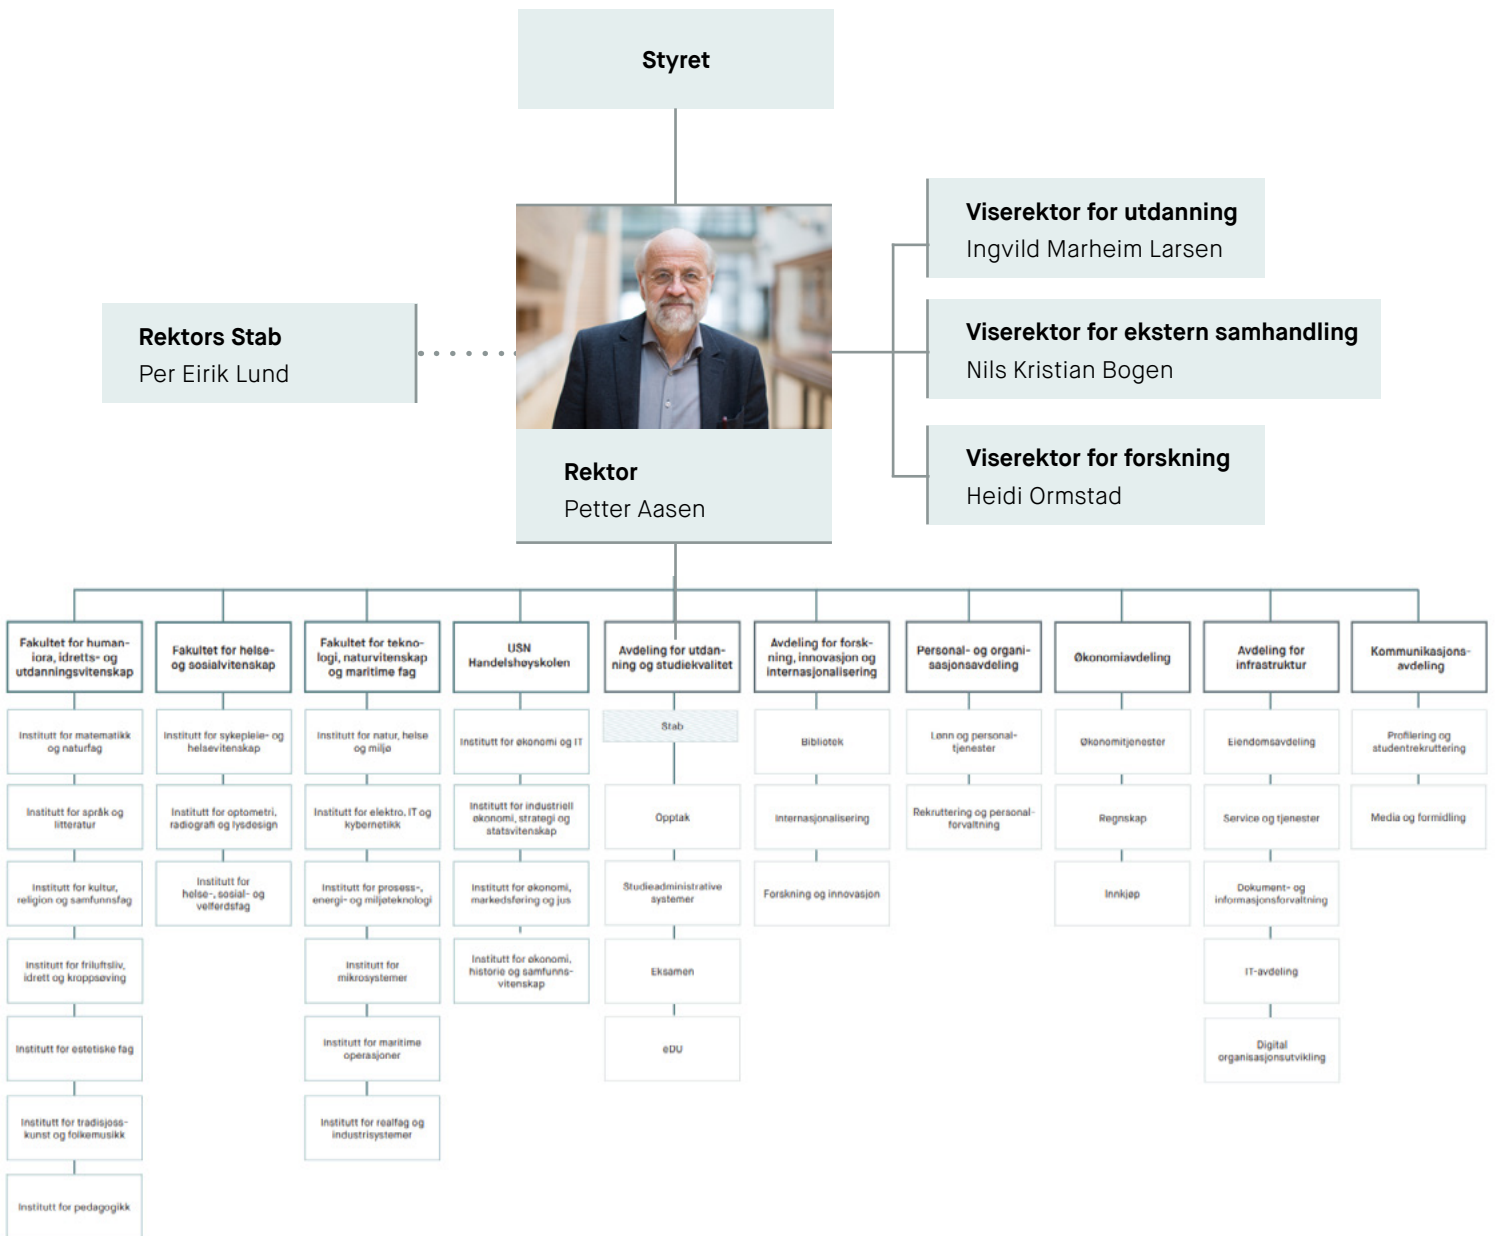 Styret
Viserektor for utdanning
Ingvild Marheim Larsen
Rektors Stab
Per Eirik Lund
Viserektor for ekstern samhandling
Nils Kristian Bogen
Viserektor for forskning
Heidi Ormstad
Rektor
Petter Aasen
Fakultet for human-
iora, idretts- og
utdanningsvitenskap
Institutt for matematikk
og naturfag
Institutt for språk og
litteratur
Institutt for kultur,
religion og samfunnsfag
Institutt for friluftsliv,
idrett og kroppsøving
Institutt for estetiske fag
Institutt for tradisjoss-
kunst og folkemusikk
Institutt for pedagogikk
Fakultet for helse-
og sosialvitenskap
Institutt for sykepleie- og
helsevitenskap
Institutt for optometri,
radiografi og lysdesign
Institutt for
helse-, sosial- og
velferdsfag
Fakultet for tekno-
logi, naturvitenskap
og maritime fag
Institutt for natur, helse
og miljø
Institutt for elektro, IT og
kybernetikk
Institutt for prosess-,
energi- og miljøteknologi
Institutt for
mikrosystemer
Institutt for maritime
operasjoner
Institutt for realfag og
industrisystemer
USN
Handelshøyskolen
Institutt for økonomi og IT
Institutt for industriell
økonomi, strategi og
statsvitenskap
Institutt for økonomi,
markedsføring og jus
Institutt for økonomi,
historie og samfunns-
vitenskap
Avdeling for utdan-
ning og studiekvalitet
Stab
Opptak
Studieadministrative
systemer
Eksamen
eDU
Avdeling for forsk-
ning, innovasjon og
internasjonalisering
Bibliotek
Internasjonalisering
Forskning og innovasjon
Personal- og organi-
sasjonsavdeling
Lønn og personal-
tjenester
Rekruttering og personal-
forvaltning
Økonomiavdeling
Økonomitjenester
Regnskap
Innkjøp
Avdeling for
infrastruktur
Eiendomsavdeling
Service og tjenester
Dokument- og
informasjonsforvaltning
IT-avdeling
Digital
organisasjonsutvikling
Kommunikasjons-
avdeling
Profilering og
studentrekruttering
Media og formidling